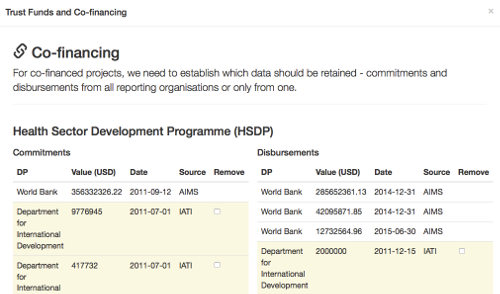 Trust Funds and Co-financing
×
Co-financing
For co-financed projects, we need to establish which data should be retained - commitments and
disbursements from all reporting organisations or only from one.
Health Sector Development Programme (HSDP)
Commitments
DP Value (USD) Date Source Remove
World Bank 356332326.22 2011-09-12 AIMS
Department 9776945 2011-07-01 IATI
for
International
Development
Department 417732 2011-07-01 IATI
for
International
Disbursements
DP Value (USD) Date Source Remove
World Bank 285652361.13 2014-12-31 AIMS
World Bank 42095871.85 2014-12-31 AIMS
World Bank 12732564.96 2015-06-30 AIMS
Department 2000000 2011-12-15 IATI
for
International
Development